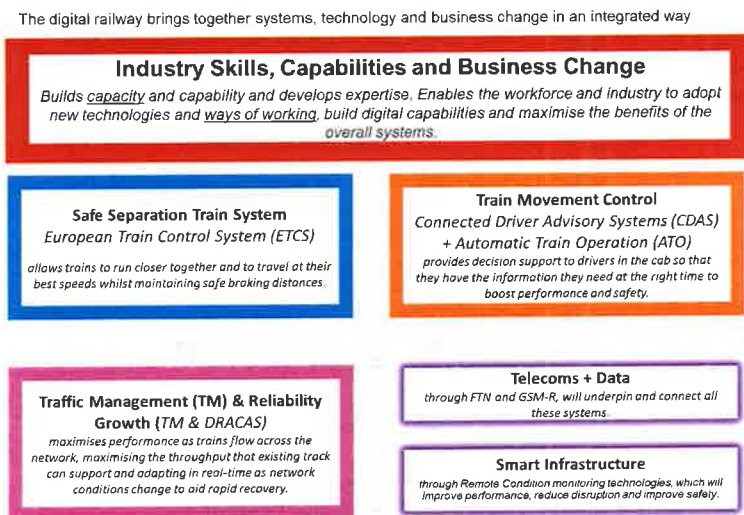 The digital railway brings together systems, technology and business change in an integrated way
Industry Skills, Capabilities and Business Change
Builds capacity and capability and develops expertise. Enables the workforce and industry to adopt
new technologies and ways of working, build digital capabilities and maximise the benefits of the
overall systems.
Safe Separation Train System
European Train Control System (ETCS)
allows trains to run closer together and to travel at their
best speeds whilst maintaining safe braking distances.
Train Movement Control
Connected Driver Advisory Systems (CDAS)
+ Automatic Train Operation (ATO)
provides decision support to drivers in the cab so that
they have the information they need at the right time to
boost performance and safety.
Traffic Management (TM) & Reliability
Growth (TM & DRACAS)
maximises performance as trains flow across the
network, maximising the throughput that existing track
can support and adapting in real-time as network
conditions change to aid rapid recovery.
Telecoms + Data
through FTN and GSM-R, will underpin and connect all
these systems.
Smart Infrastructure
through Remote Condition monitoring technologies, which will
improve performance, reduce disruption and improve safety.